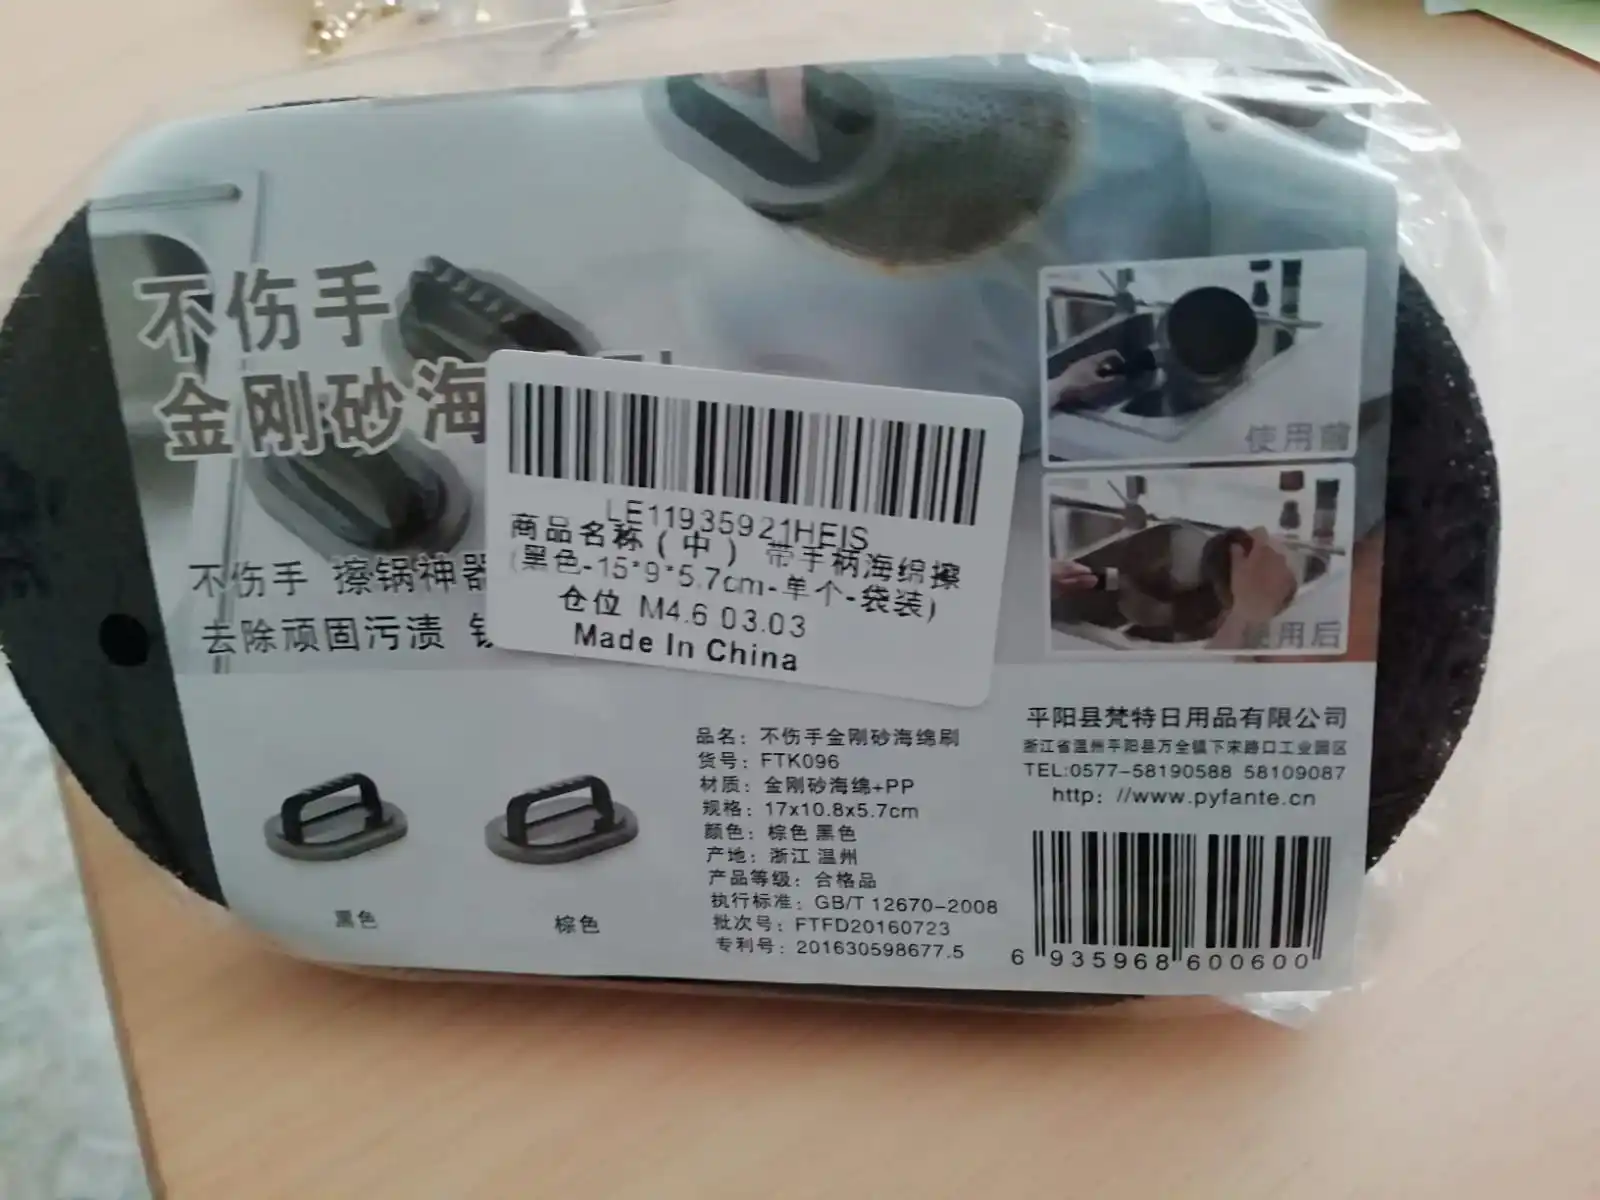 不伤手
金刚砂海
不伤手 擦锅神器
去除顽固污渍
LE11935921HEIS
商品名称（中） 带手柄海绵擦
(黑色-15*9*5.7cm-单个-袋装)
仓位 M4.6 03.03
Made In China
使用前
使用后
黑色
棕色
品名：不伤手金刚砂海绵刷
货号：FTK096
材质：金刚砂海绵+PP
规格：17x10.8x5.7cm
颜色：棕色 黑色
产地：浙江 温州
产品等级：合格品
执行标准：GB/T 12670-2008
批次号：FTFD20160723
专利号：201630598677.5
平阳县梵特日用品有限公司
浙江省温州平阳县万全镇下宋路口工业园区
TEL:0577-58190588 58109087
http: //www.pyfante.cn
6 935968 600600